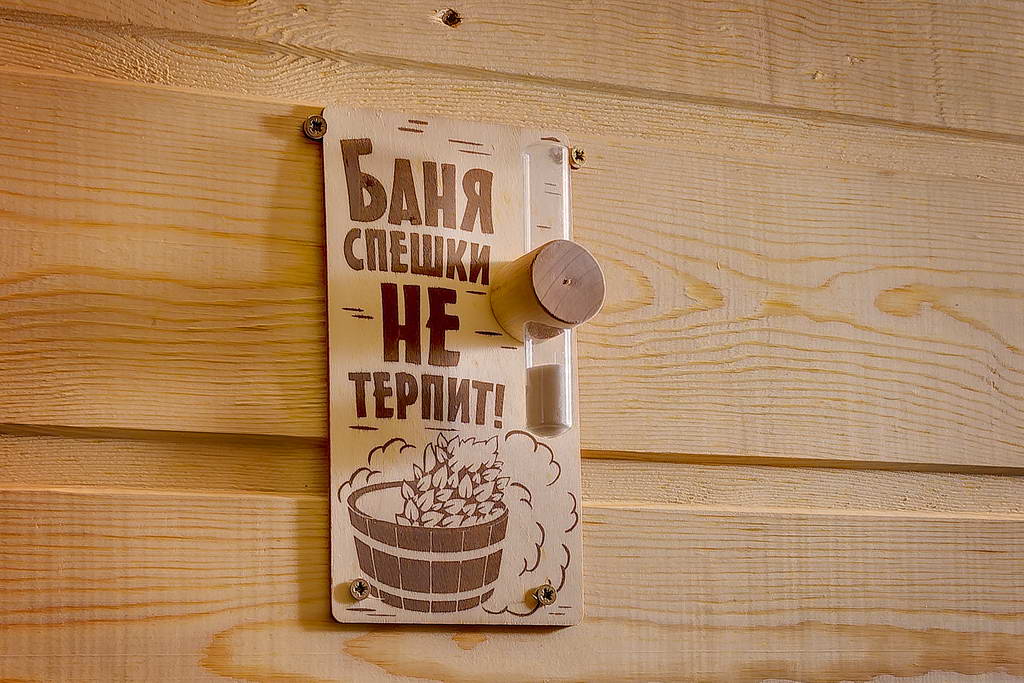 Баня
спешки
не
терпит!